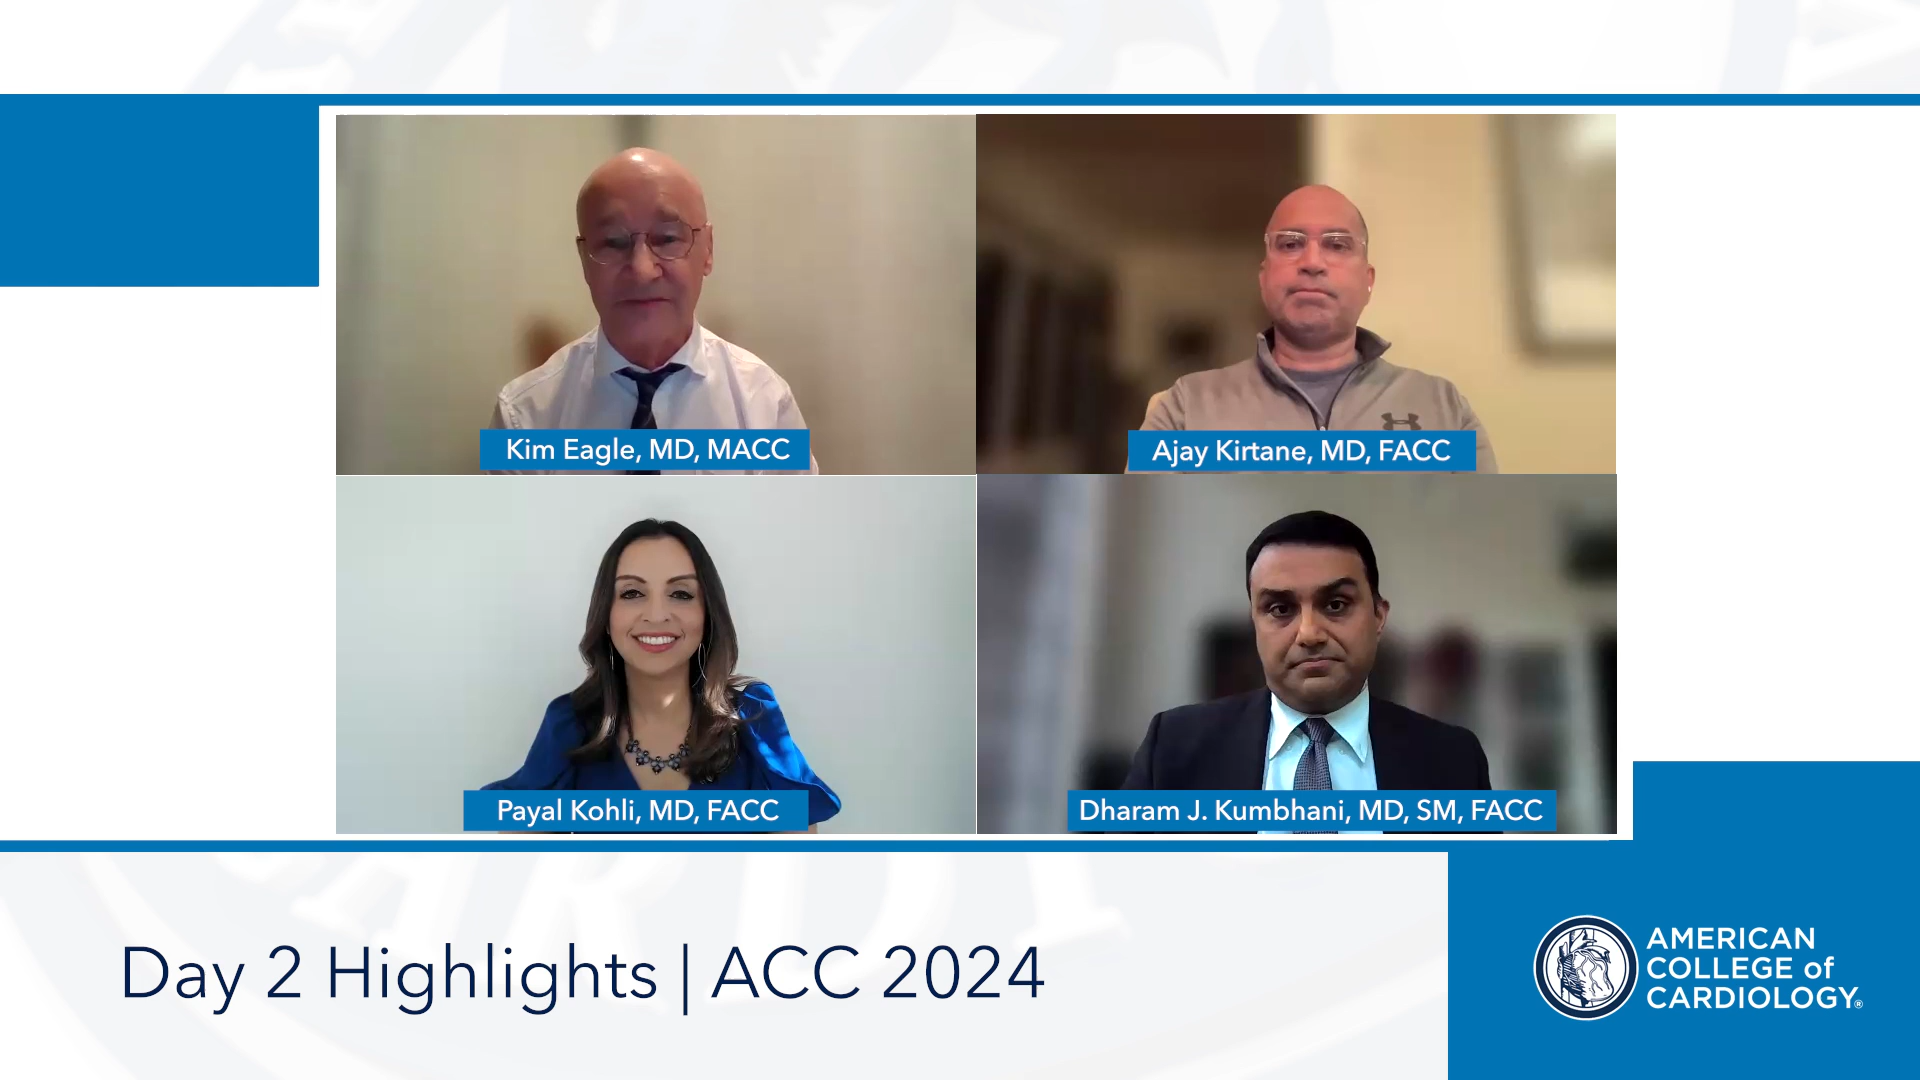 Kim Eagle, MD, MACC
Ajay Kirtane, MD, FACC
Payal Kohli, MD, FACC
Dharam J. Kumbhani, MD, SM, FACC
Day 2 Highlights | ACC 2024
AMERICAN
COLLEGE of
CARDIOLOGY®